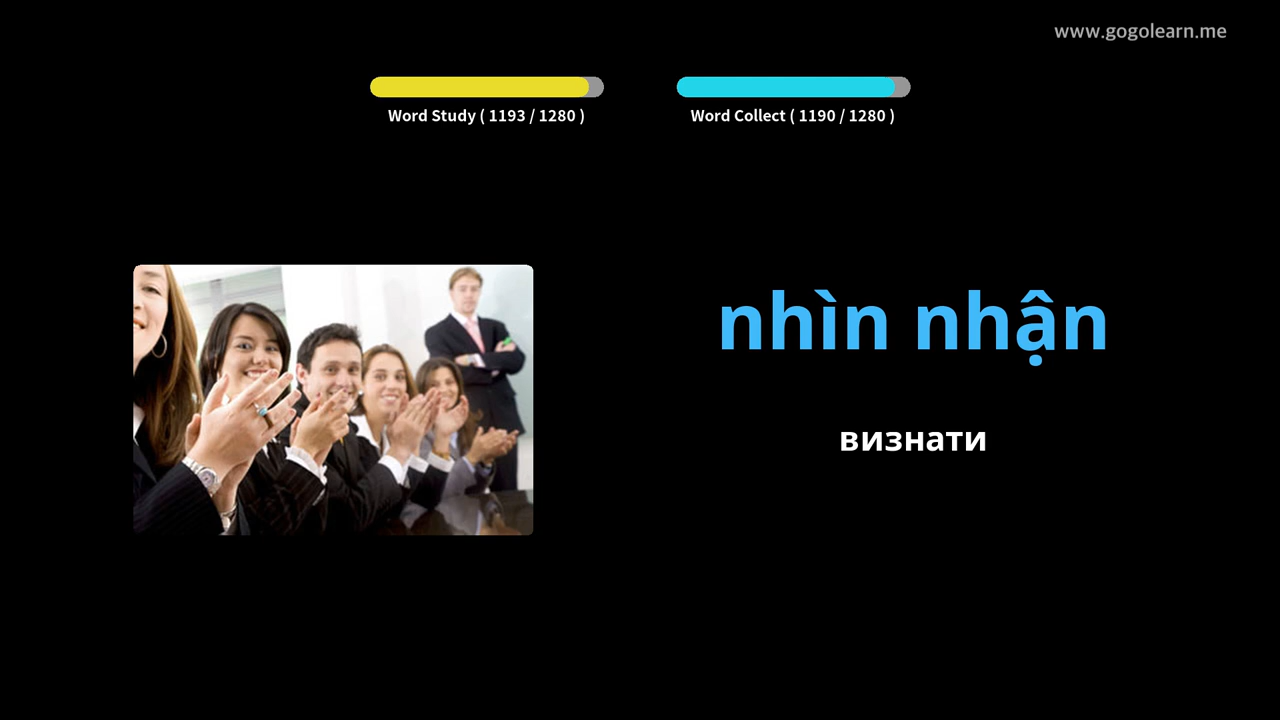 www.gogolearn.me
Word Study ( 1193 / 1280 )
Word Collect ( 1190 / 1280 )
nhìn nhận
визнати